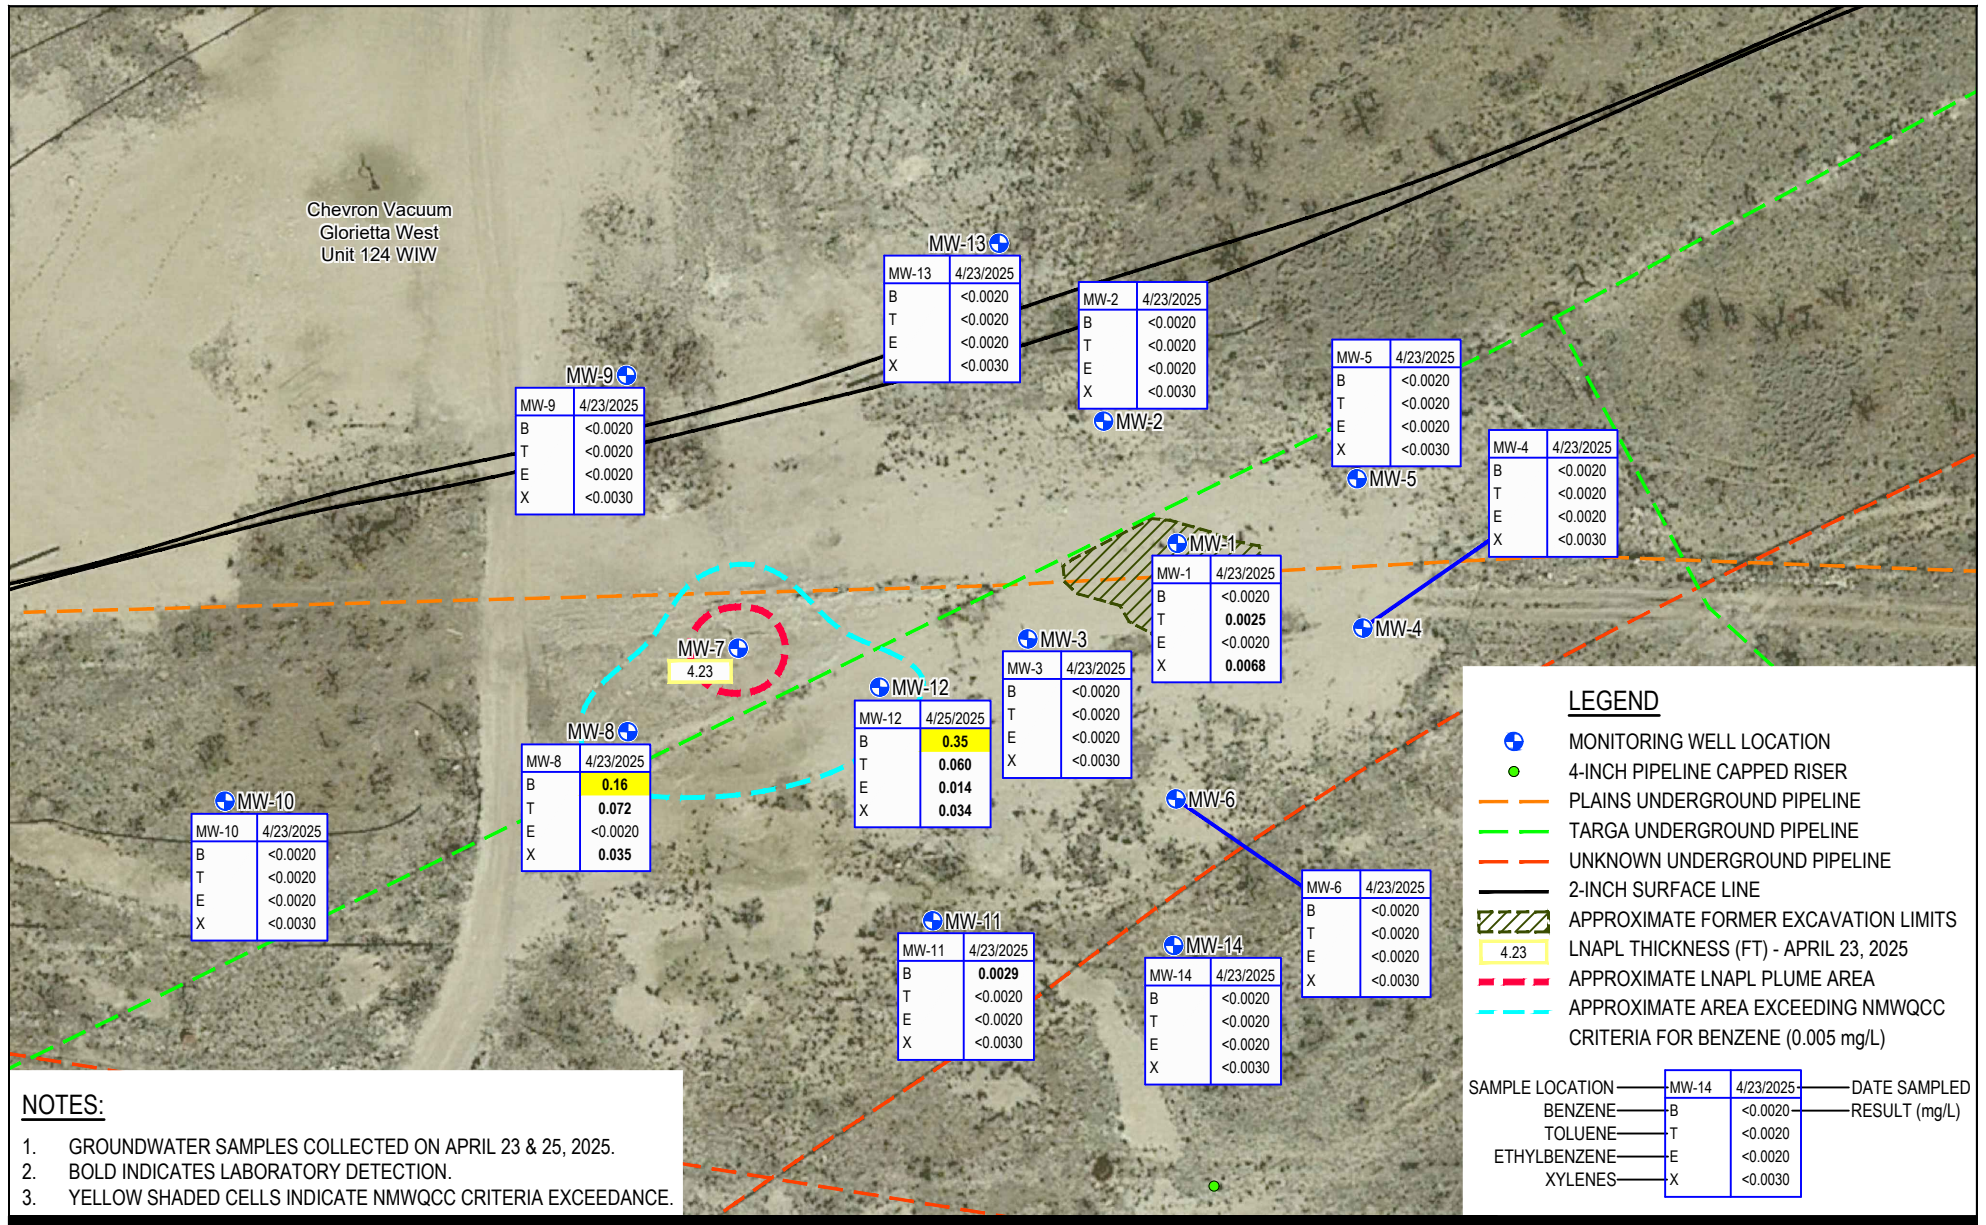 Chevron Vacuum
Glorietta West
Unit 124 WIW
MW-13
MW-13 4/23/2025
B <0.0020
T <0.0020
E <0.0020
X <0.0030
MW-2 4/23/2025
B <0.0020
T <0.0020
E <0.0020
X <0.0030
MW-2
MW-5 4/23/2025
B <0.0020
T <0.0020
E <0.0020
X <0.0030
MW-5
MW-9
MW-9 4/23/2025
B <0.0020
T <0.0020
E <0.0020
X <0.0030
MW-4 4/23/2025
B <0.0020
T <0.0020
E <0.0020
X <0.0030
MW-4
MW-1
MW-1 4/23/2025
B <0.0020
T 0.0025
E <0.0020
X 0.0068
MW-3
MW-3 4/23/2025
B <0.0020
T <0.0020
E <0.0020
X <0.0030
MW-7
4.23
MW-12
MW-12 4/25/2025
B 0.35
T 0.060
E 0.014
X 0.034
MW-8
MW-8 4/23/2025
B 0.16
T 0.072
E <0.0020
X 0.035
MW-10
MW-10 4/23/2025
B <0.0020
T <0.0020
E <0.0020
X <0.0030
MW-6
MW-6 4/23/2025
B <0.0020
T <0.0020
E <0.0020
X <0.0030
MW-11
MW-11 4/23/2025
B 0.0029
T <0.0020
E <0.0020
X <0.0030
MW-14
MW-14 4/23/2025
B <0.0020
T <0.0020
E <0.0020
X <0.0030
LEGEND
MONITORING WELL LOCATION
4-INCH PIPELINE CAPPED RISER
PLAINS UNDERGROUND PIPELINE
TARGA UNDERGROUND PIPELINE
UNKNOWN UNDERGROUND PIPELINE
2-INCH SURFACE LINE
APPROXIMATE FORMER EXCAVATION LIMITS
4.23 LNAPL THICKNESS (FT) - APRIL 23, 2025
APPROXIMATE LNAPL PLUME AREA
APPROXIMATE AREA EXCEEDING NMWQCC
CRITERIA FOR BENZENE (0.005 mg/L)
SAMPLE LOCATION MW-14 4/23/2025 DATE SAMPLED
BENZENE B <0.0020 RESULT (mg/L)
TOLUENE T <0.0020
ETHYLBENZENE E <0.0020
XYLENES X <0.0030
NOTES:
1. GROUNDWATER SAMPLES COLLECTED ON APRIL 23 & 25, 2025.
2. BOLD INDICATES LABORATORY DETECTION.
3. YELLOW SHADED CELLS INDICATE NMWQCC CRITERIA EXCEEDANCE.